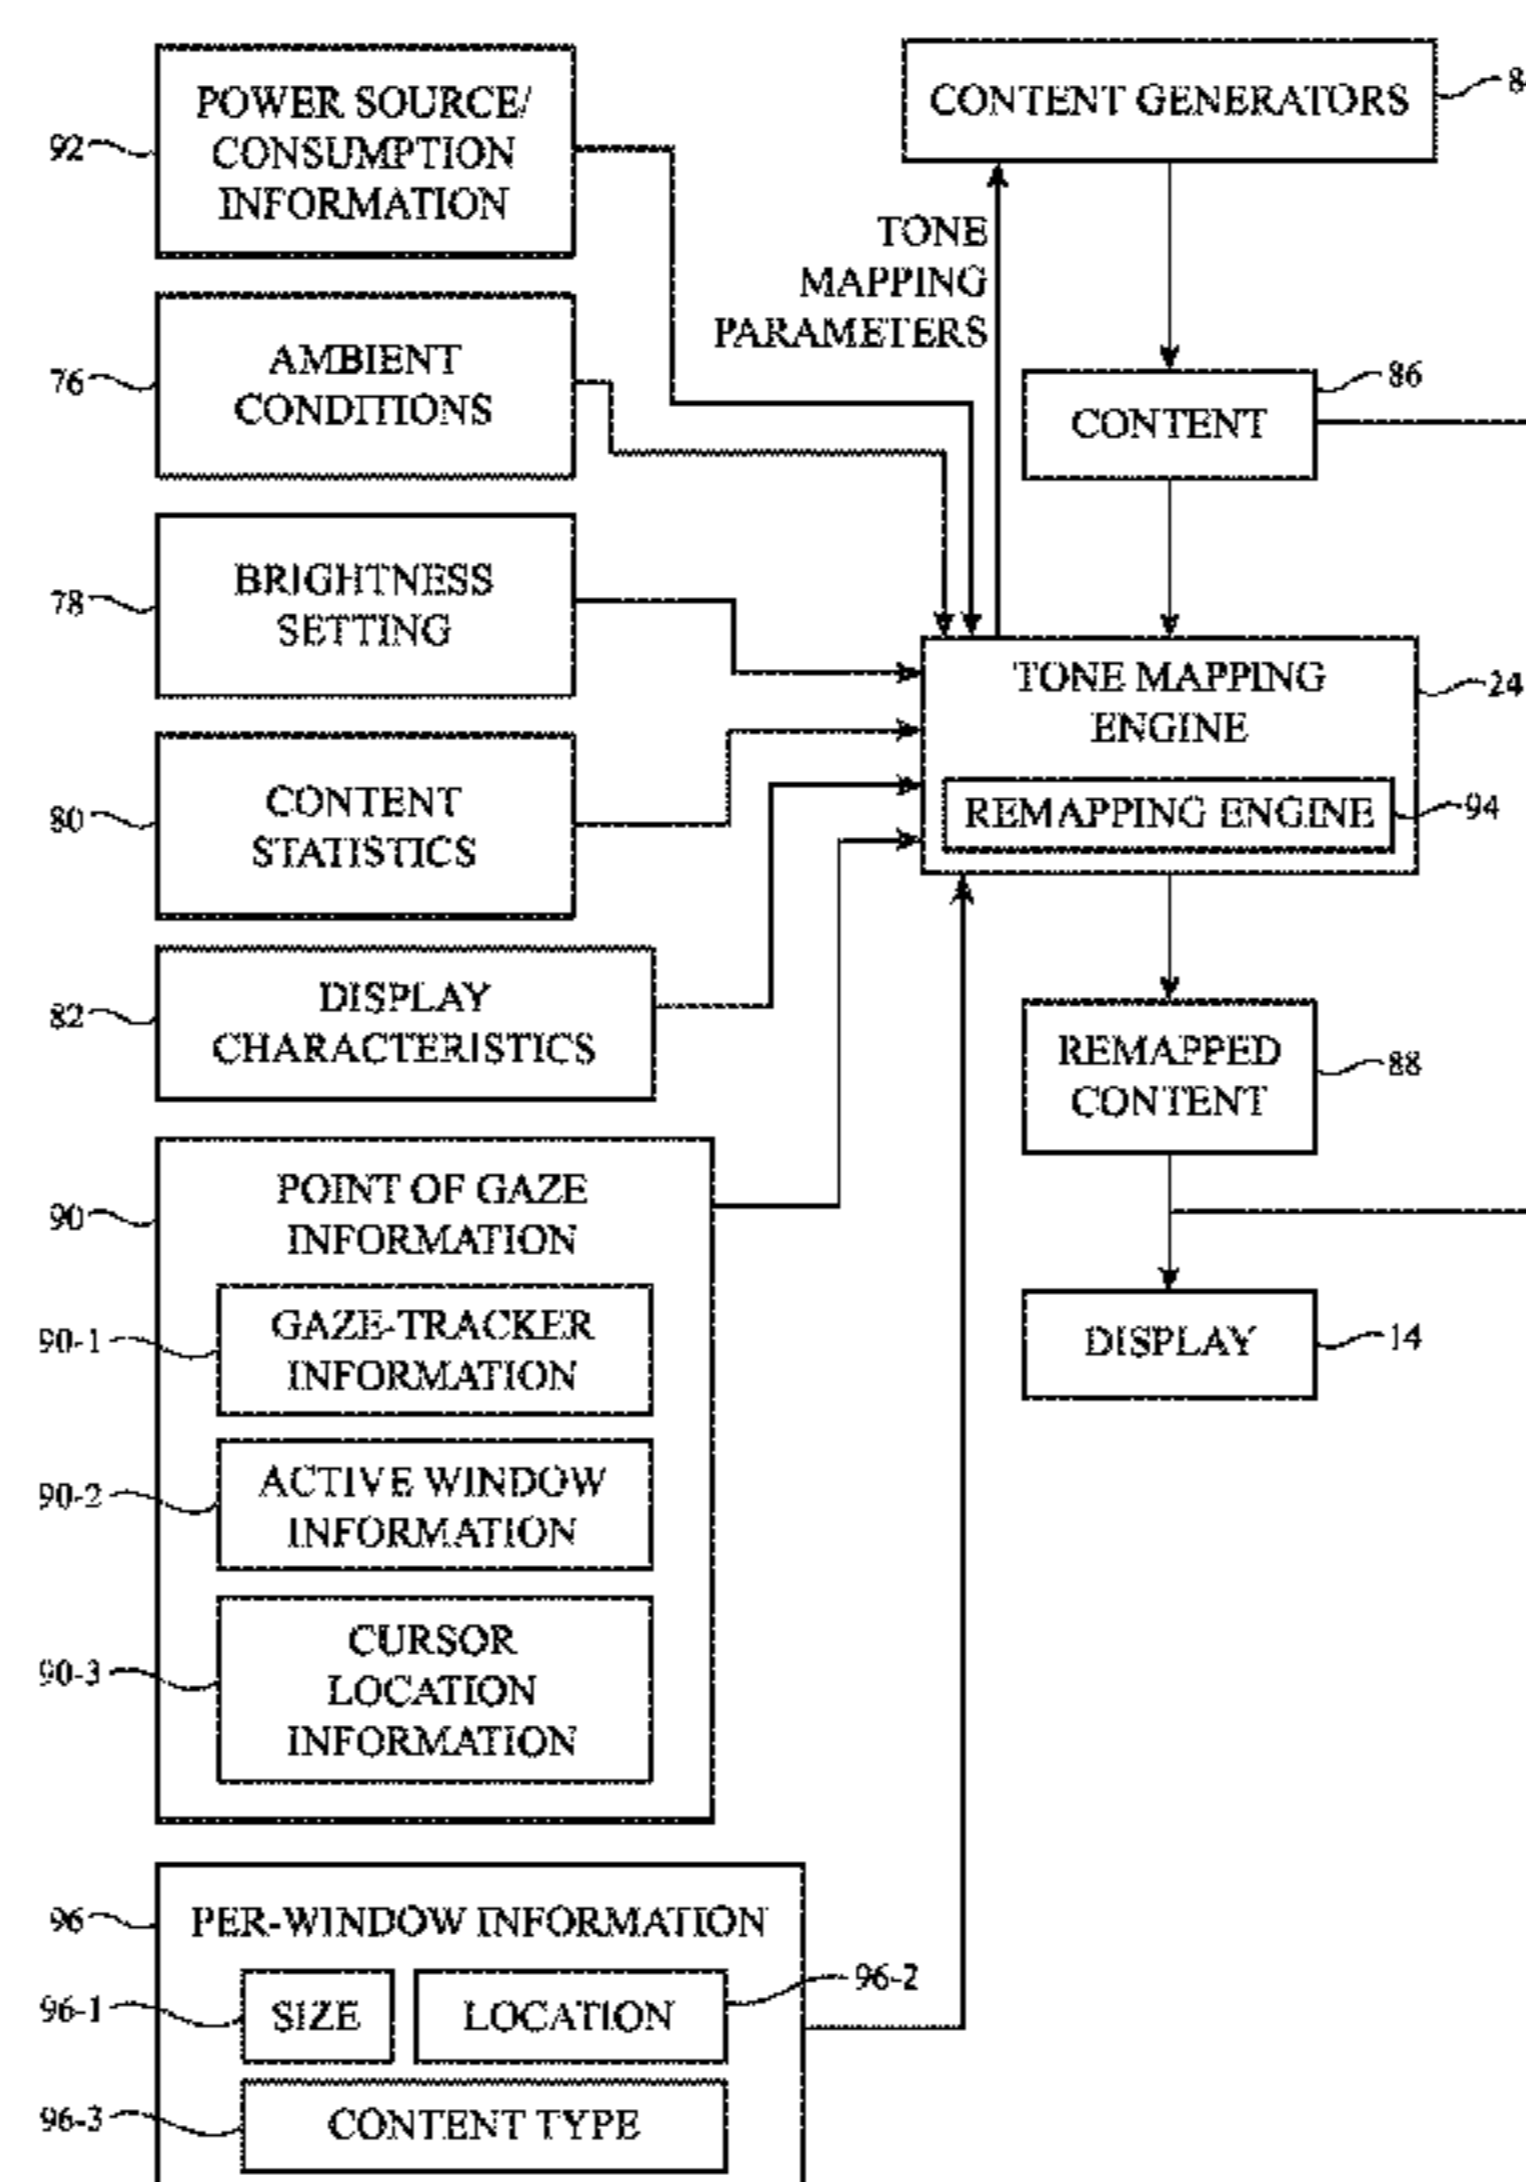 92
POWER SOURCE/
CONSUMPTION
INFORMATION
76
AMBIENT
CONDITIONS
78
BRIGHTNESS
SETTING
80
CONTENT
STATISTICS
82
DISPLAY
CHARACTERISTICS
90
POINT OF GAZE
INFORMATION
90-1
GAZE-TRACKER
INFORMATION
90-2
ACTIVE WINDOW
INFORMATION
90-3
CURSOR
LOCATION
INFORMATION
96
PER-WINDOW INFORMATION
96-1
SIZE
LOCATION
96-2
96-3
CONTENT TYPE
CONTENT GENERATORS
TONE
MAPPING
PARAMETERS
CONTENT
86
TONE MAPPING
ENGINE
24
REMAPPING ENGINE
94
REMAPPED
CONTENT
88
DISPLAY
14